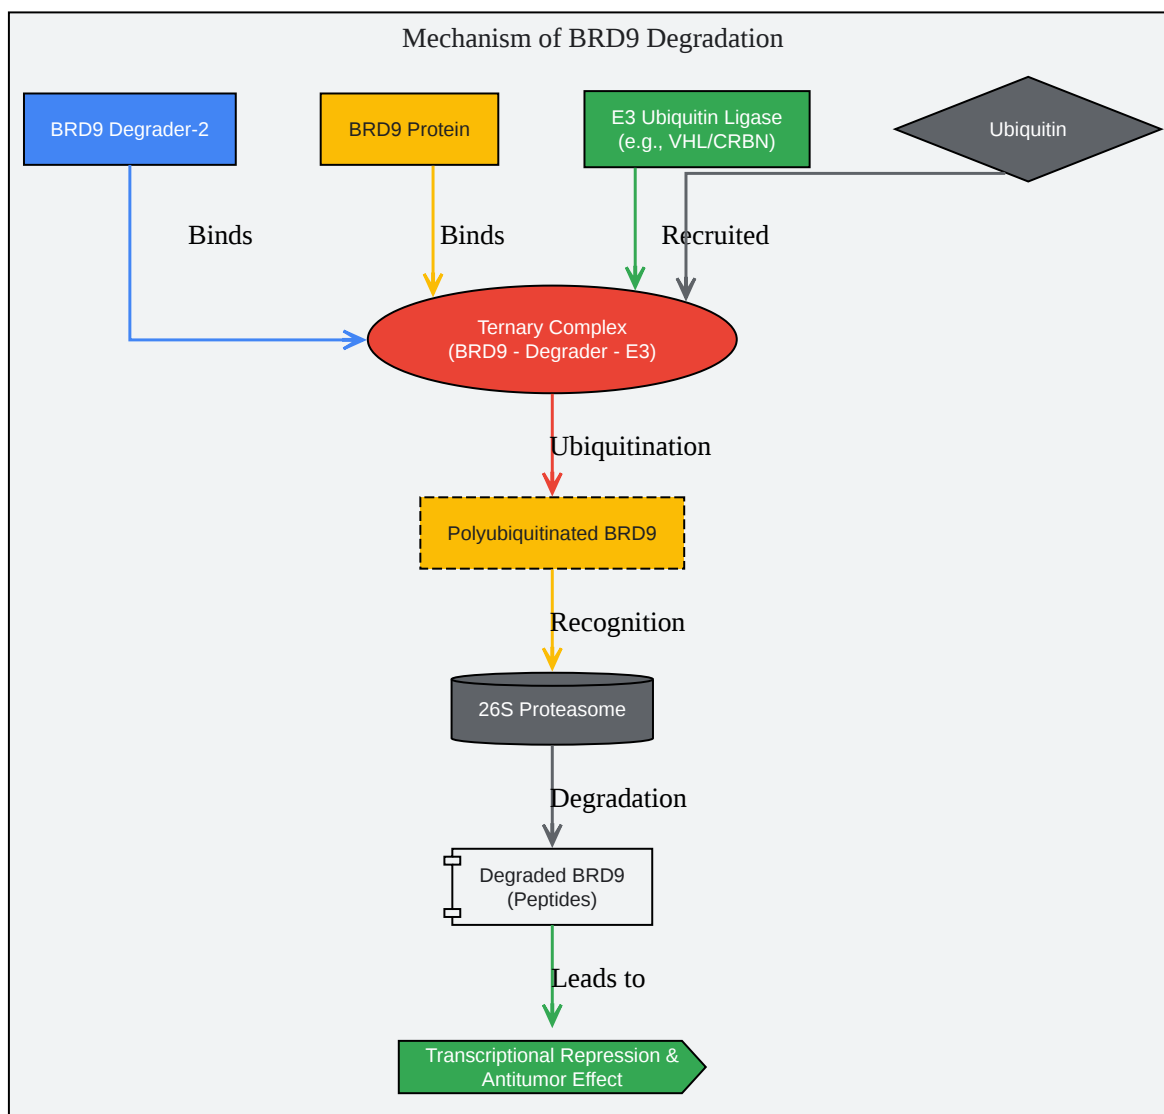 Mechanism of BRD9 Degradation
BRD9 Degrader-2
BRD9 Protein
E3 Ubiquitin Ligase
(e.g., VHL/CRBN)
Ubiquitin
Binds
Binds
Recruited
Ternary Complex
(BRD9 - Degrader - E3)
Ubiquitination
Polyubiquitinated BRD9
Recognition
26S Proteasome
Degradation
Degraded BRD9
(Peptides)
Leads to
Transcriptional Repression &
Antitumor Effect